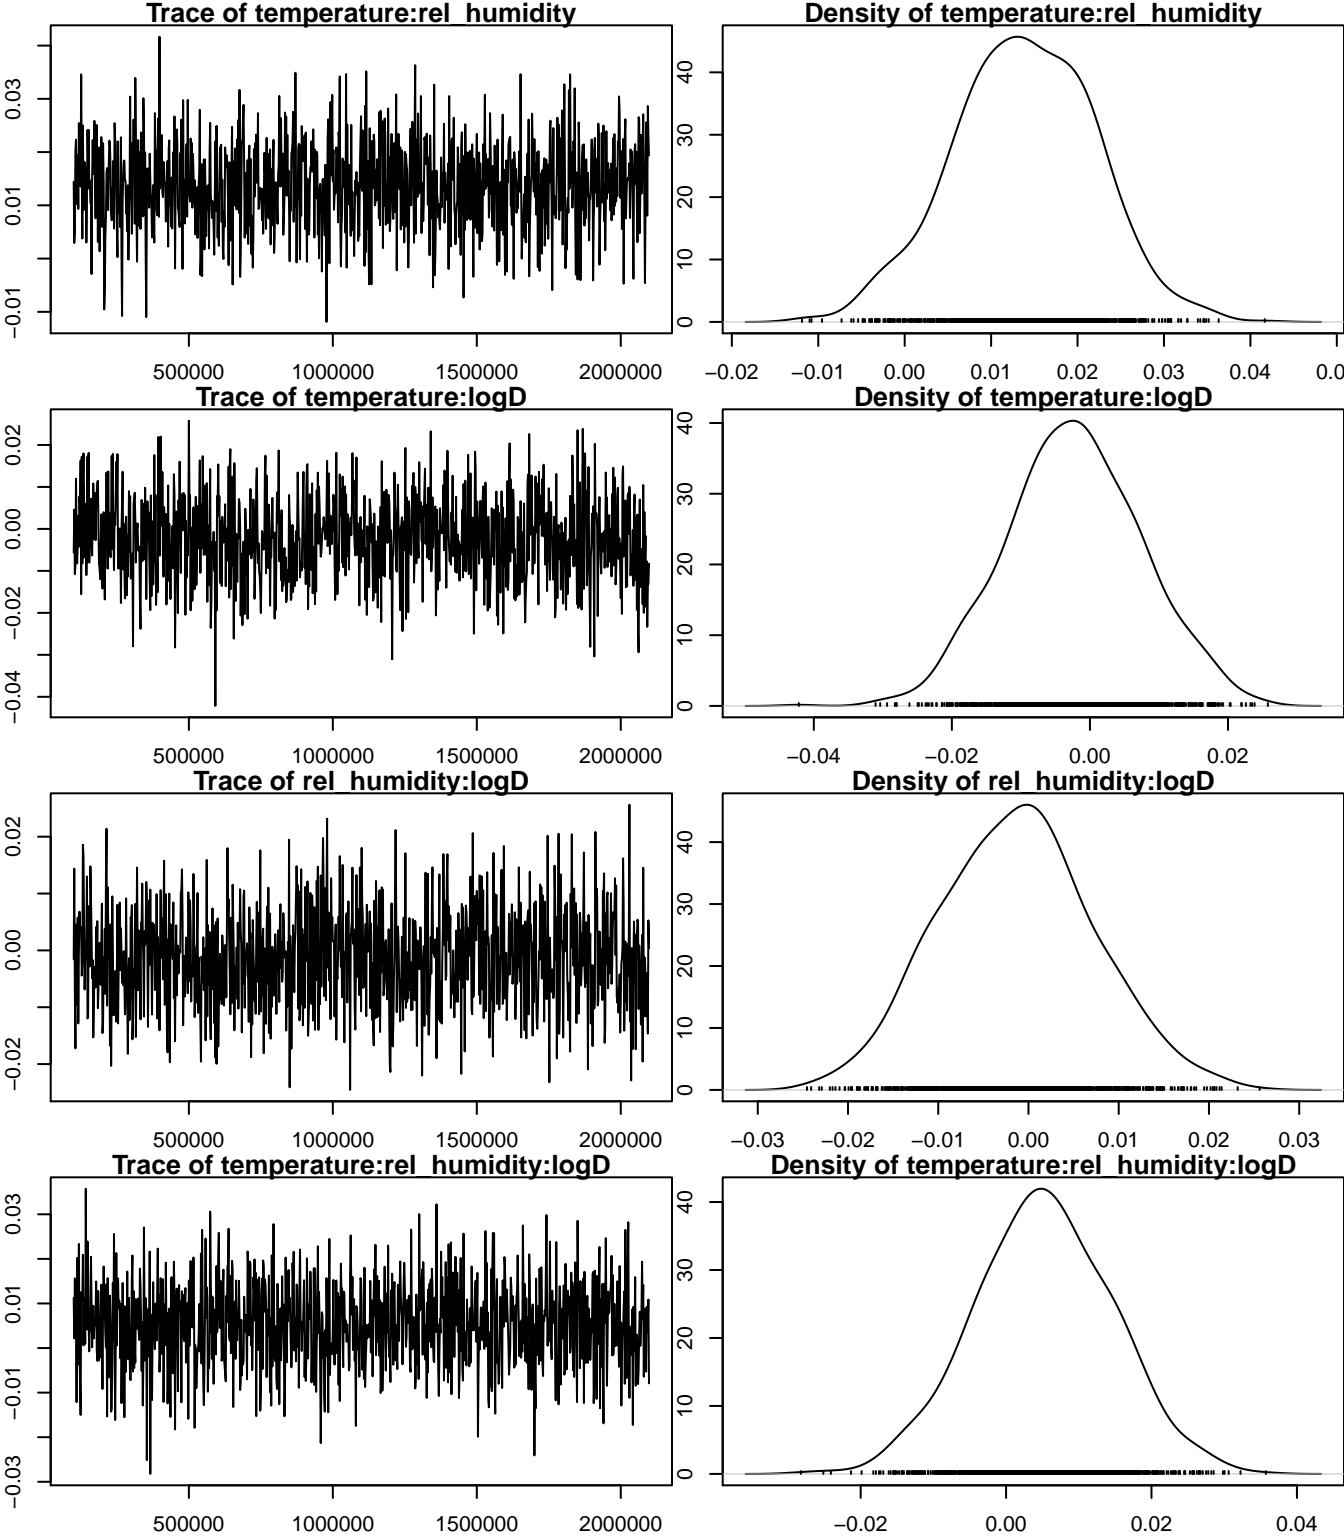 Trace of temperature:rel_humidity
Density of temperature:rel_humidity
−0.01 0.01 0.03
500000 1000000 1500000 2000000
0 10 20 30 40
−0.02 −0.01 0.00 0.01 0.02 0.03 0.04 0.0
Trace of temperature:logD
Density of temperature:logD
−0.04 −0.02 0.00 0.02
500000 1000000 1500000 2000000
0 10 20 30 40
−0.04 −0.02 0.00 0.02
Trace of rel_humidity:logD
Density of rel_humidity:logD
−0.02 0.00 0.02
500000 1000000 1500000 2000000
0 10 20 30 40
−0.03 −0.02 −0.01 0.00 0.01 0.02 0.03
Trace of temperature:rel_humidity:logD
Density of temperature:rel_humidity:logD
−0.03 −0.01 0.01 0.03
500000 1000000 1500000 2000000
0 10 20 30 40
−0.02 0.00 0.02 0.04